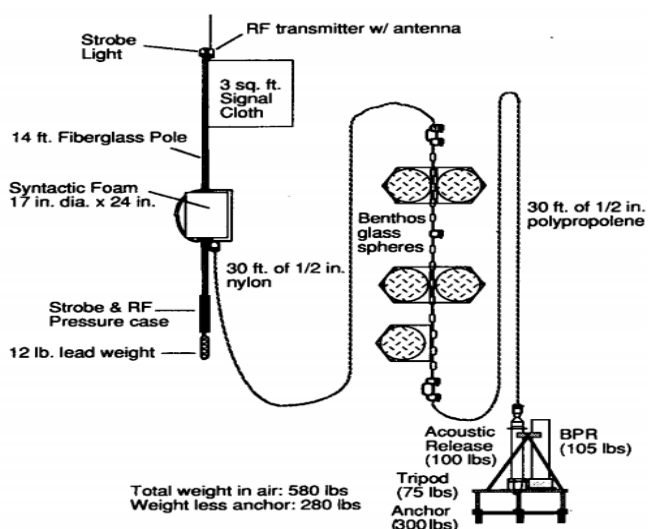 RF transmitter w/ antenna
Strobe
Light
3 sq. ft.
Signal
Cloth
14 ft. Fiberglass Pole
Syntactic Foam
17 in. dia. x 24 in.
Benthos
glass
spheres
30 ft. of 1/2 in.
polypropolene
30 ft. of 1/2 in.
nylon
Strobe & RF
Pressure case
12 lb. lead weight
Acoustic
Release
(100 lbs)
BPR
(105 lbs)
Tripod
(75 lbs)
Anchor
(300 lbs)
Total weight in air: 580 lbs
Weight less anchor: 280 lbs